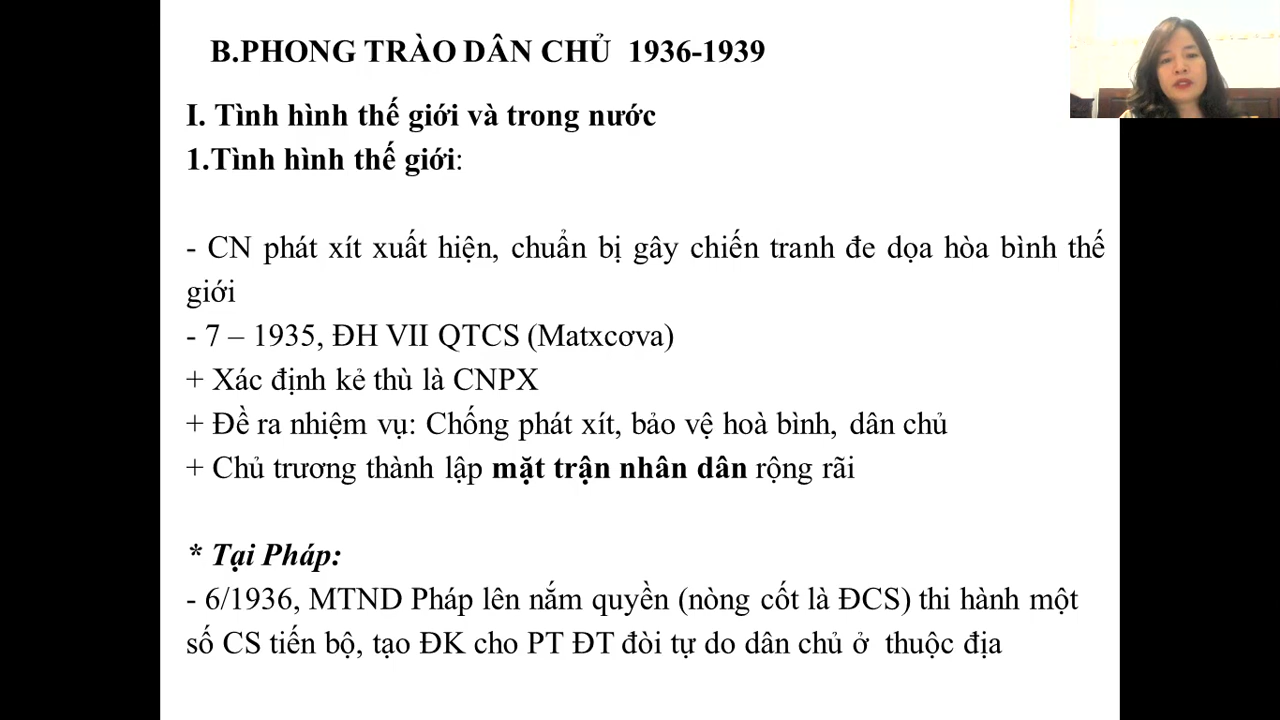 B.PHONG TRÀO DÂN CHỦ 1936-1939
I. Tình hình thế giới và trong nước
1.Tình hình thế giới:
- CN phát xít xuất hiện, chuẩn bị gây chiến tranh đe dọa hòa bình thế
giới
- 7 – 1935, ĐH VII QTCS (Matxcơva)
+ Xác định kẻ thù là CNPX
+ Đề ra nhiệm vụ: Chống phát xít, bảo vệ hoà bình, dân chủ
+ Chủ trương thành lập mặt trận nhân dân rộng rãi
* Tại Pháp:
- 6/1936, MTND Pháp lên nắm quyền (nòng cốt là ĐCS) thi hành một
số CS tiến bộ, tạo ĐK cho PT ĐT đòi tự do dân chủ ở thuộc địa